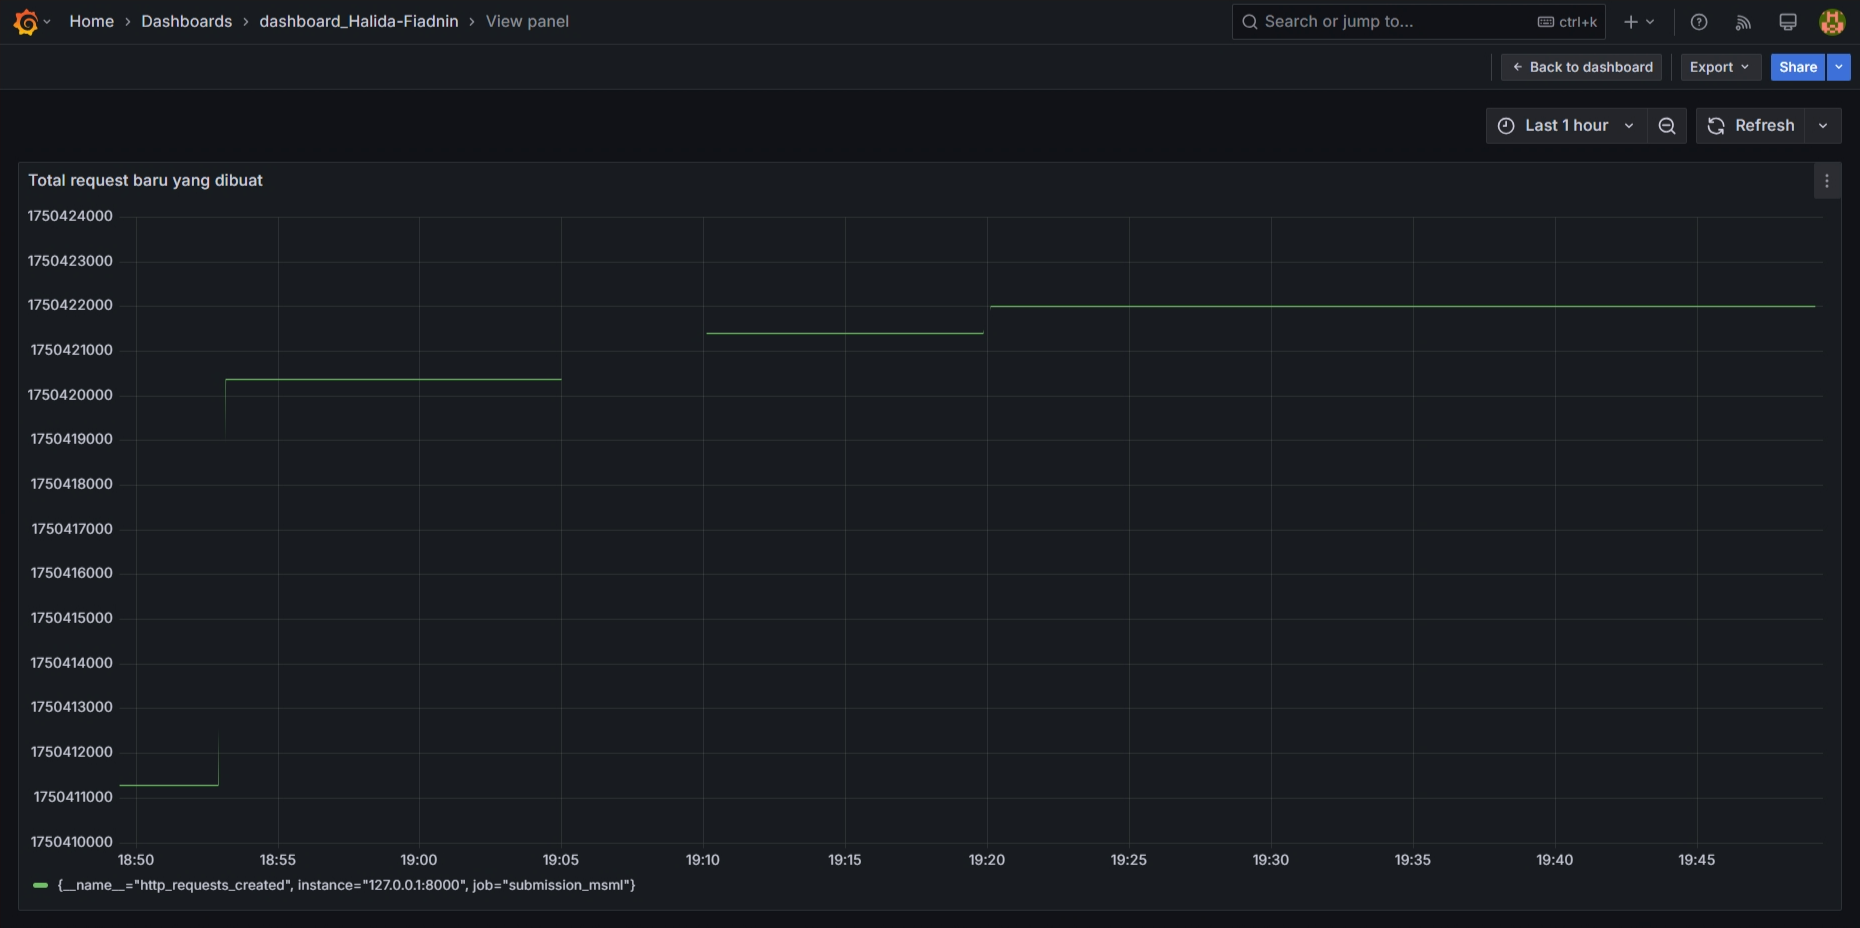 Home › Dashboards › dashboard_Halida-Fiadnin › View panel
Search or jump to...
ctrl+k
Back to dashboard
Export
Share
Last 1 hour
Refresh
Total request baru yang dibuat
1750424000
1750423000
1750422000
1750421000
1750420000
1750419000
1750418000
1750417000
1750416000
1750415000
1750414000
1750413000
1750412000
1750411000
1750410000
18:50 18:55 19:00 19:05 19:10 19:15 19:20 19:25 19:30 19:35 19:40 19:45
{__name__="http_requests_created", instance="127.0.0.1:8000", job="submission_msml"}